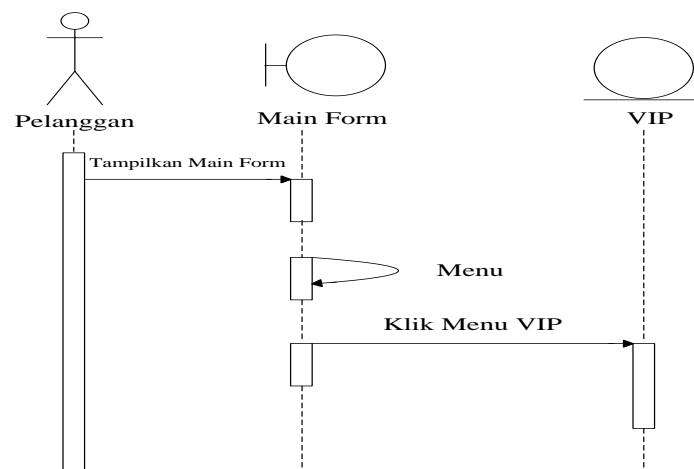 Pelanggan
Main Form
VIP
Tampilkan Main Form
Menu
Klik Menu VIP